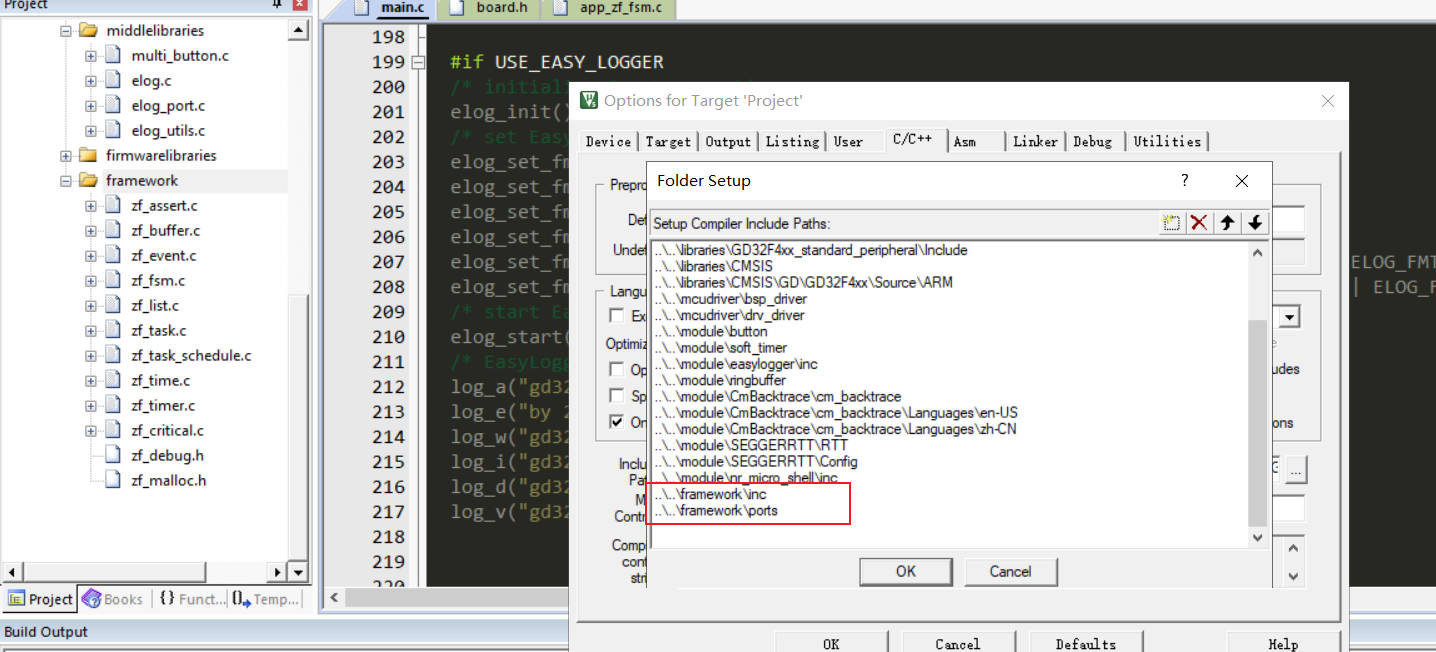 Project
main.c
board.h
app_zf_fsm.c
middlelibraries
multi_button.c
elog.c
elog_port.c
elog_utils.c
firmwarelibraries
framework
zf_assert.c
zf_buffer.c
zf_event.c
zf_fsm.c
zf_list.c
zf_task.c
zf_task_schedule.c
zf_time.c
zf_timer.c
zf_critical.c
zf_debug.h
zf_malloc.h
Project Books {} Funct... Temp...
Build Output
198
199 #if USE_EASY_LOGGER
200 /* initiali
201 elog_init()
202 /* set Easy
203 elog_set_fm
204 elog_set_fm
205 elog_set_fm
206 elog_set_fm
207 elog_set_fm
208 elog_set_fm
209 /* start Ea
210 elog_start(
211 /* EasyLogg
212 log_a("gd32
213 log_e("by 2
214 log_w("gd32
215 log_i("gd32
216 log_d("gd32
217 log_v("gd32
218
219
220
ELOG_FMT
| ELOG_F
Options for Target 'Project'
Device Target Output Listing User C/C++ Asm Linker Debug Utilities
Prepro
Def
Undef
Langu
Ex
Optimiz
Op
Sp
On
Inclu
Pat
M
Contr
Comp
cont
stri
udes
ons
...
Folder Setup
?
Setup Compiler Include Paths:
..\..\libraries\GD32F4xx_standard_peripheral\Include
..\..\libraries\CMSIS
..\..\libraries\CMSIS\GD\GD32F4xx\Source\ARM
..\..\mcudriver\bsp_driver
..\..\mcudriver\drv_driver
..\..\module\button
..\..\module\soft_timer
..\..\module\easylogger\inc
..\..\module\ringbuffer
..\..\module\CmBacktrace\cm_backtrace
..\..\module\CmBacktrace\cm_backtrace\Languages\en-US
..\..\module\CmBacktrace\cm_backtrace\Languages\zh-CN
..\..\module\SEGGERRTT\RTT
..\..\module\SEGGERRTT\Config
..\..\module\nr_micro_shell\inc
..\..\framework\inc
..\..\framework\ports
OK Cancel
OK Cancel Defaults Help